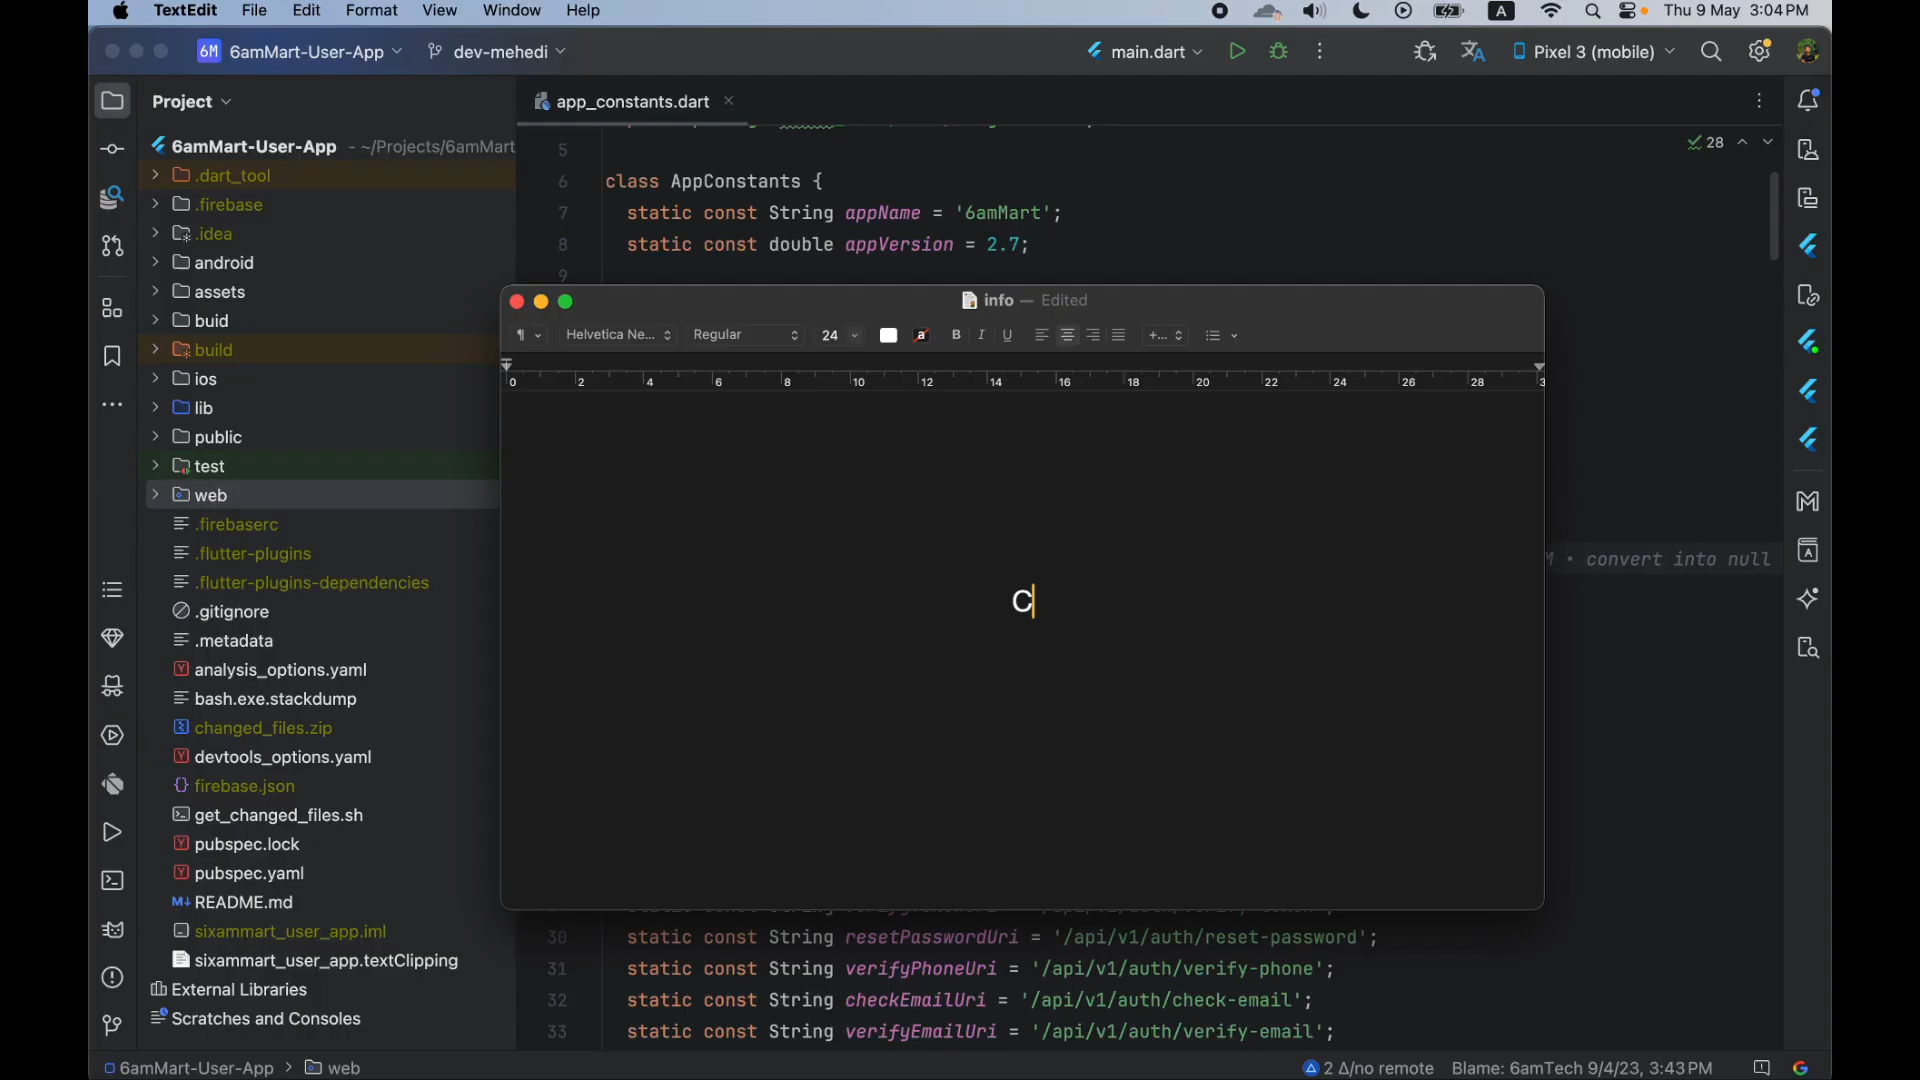 TextEdit File Edit Format View Window Help A Thu 9 May 3:04 PM
6M 6amMart-User-App dev-mehedi main.dart Pixel 3 (mobile)
Project
app_constants.dart
6amMart-User-App - ~/Projects/6amMart
.dart_tool
.firebase
.idea
android
assets
buid
build
ios
lib
public
test
web
.firebaserc
.flutter-plugins
.flutter-plugins-dependencies
.gitignore
.metadata
analysis_options.yaml
bash.exe.stackdump
changed_files.zip
devtools_options.yaml
firebase.json
get_changed_files.sh
pubspec.lock
pubspec.yaml
README.md
sixammart_user_app.iml
sixammart_user_app.textClipping
External Libraries
Scratches and Consoles
28
5
6 class AppConstants {
7 static const String appName = '6amMart';
8 static const double appVersion = 2.7;
9
info — Edited
Helvetica Ne... Regular 24 a B I U +...
0 2 4 6 8 10 12 14 16 18 20 22 24 26 28 3
C
• convert into null
30 static const String resetPasswordUri = '/api/v1/auth/reset-password';
31 static const String verifyPhoneUri = '/api/v1/auth/verify-phone';
32 static const String checkEmailUri = '/api/v1/auth/check-email';
33 static const String verifyEmailUri = '/api/v1/auth/verify-email';
6amMart-User-App > web 2 Δ/no remote Blame: 6amTech 9/4/23, 3:43 PM